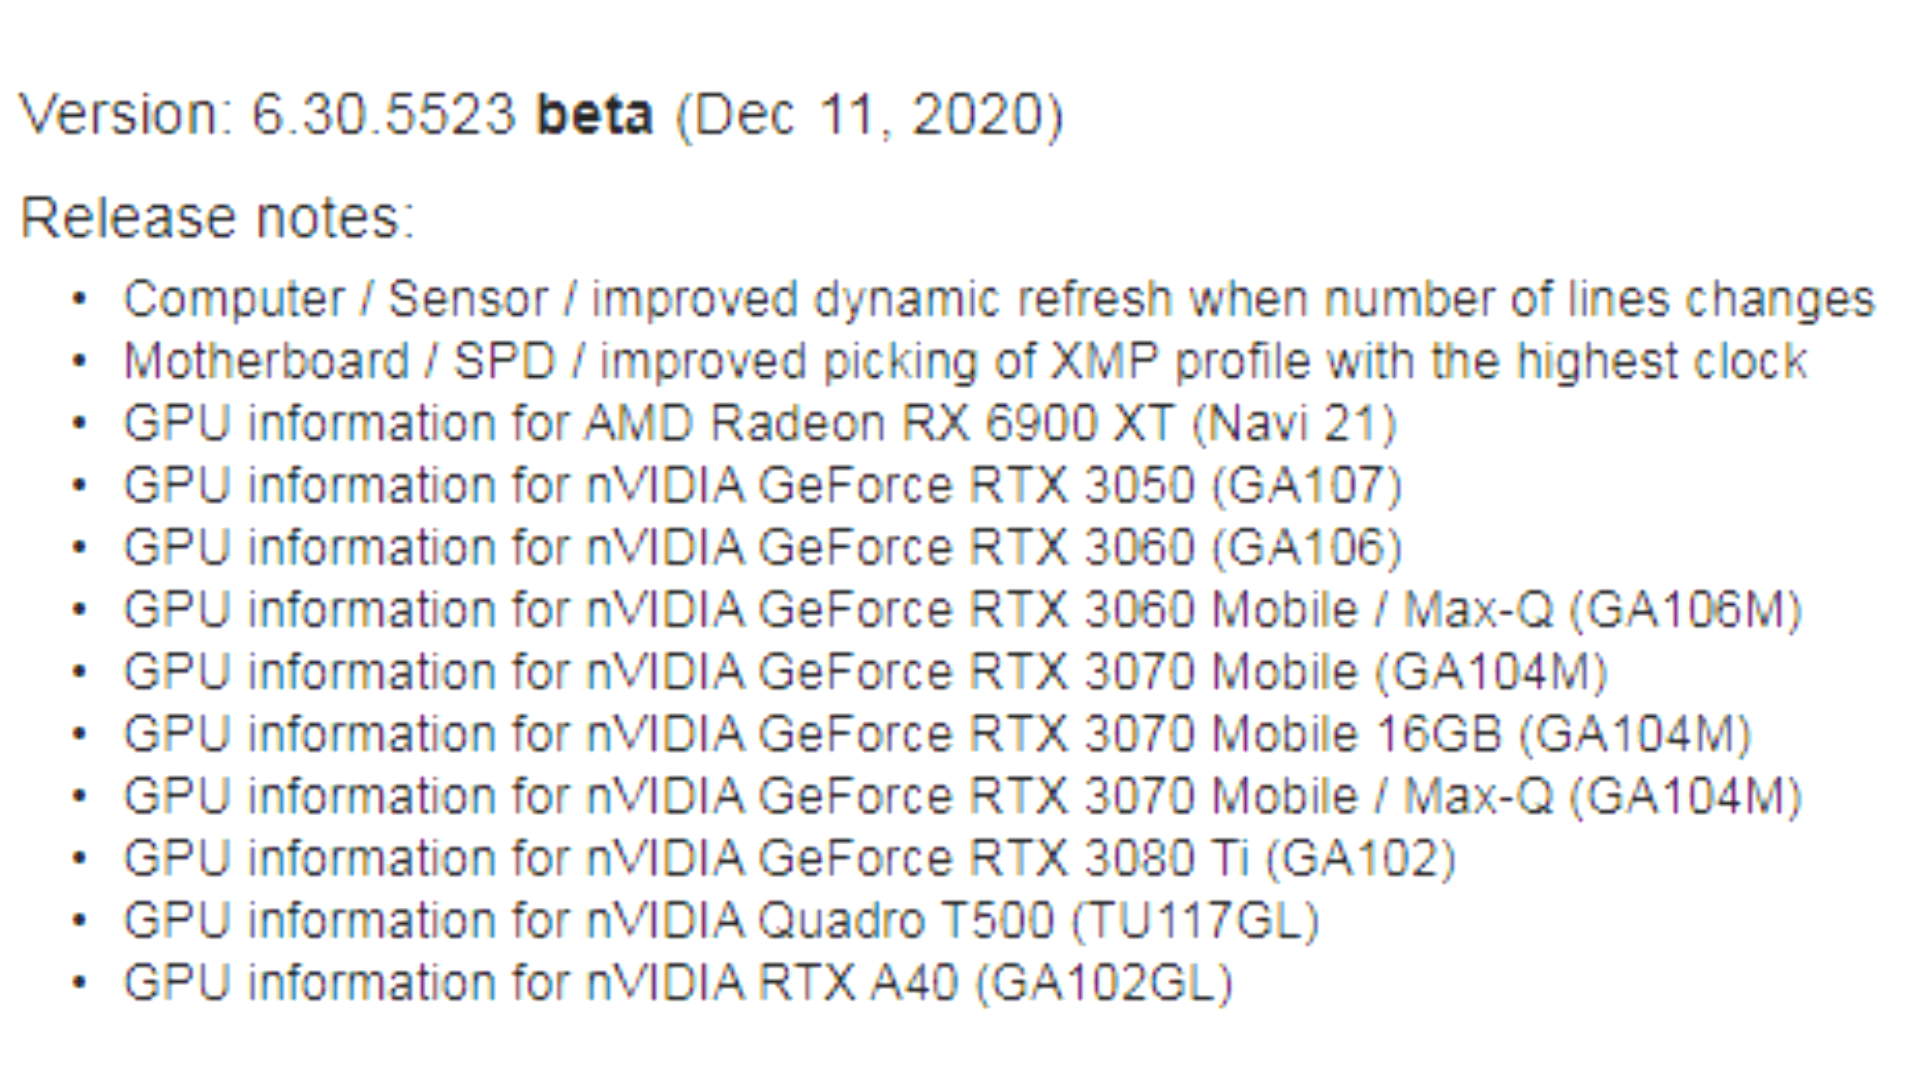 Version: 6.30.5523 beta (Dec 11, 2020)
Release notes:
• Computer / Sensor / improved dynamic refresh when number of lines changes
• Motherboard / SPD / improved picking of XMP profile with the highest clock
• GPU information for AMD Radeon RX 6900 XT (Navi 21)
• GPU information for nVIDIA GeForce RTX 3050 (GA107)
• GPU information for nVIDIA GeForce RTX 3060 (GA106)
• GPU information for nVIDIA GeForce RTX 3060 Mobile / Max-Q (GA106M)
• GPU information for nVIDIA GeForce RTX 3070 Mobile (GA104M)
• GPU information for nVIDIA GeForce RTX 3070 Mobile 16GB (GA104M)
• GPU information for nVIDIA GeForce RTX 3070 Mobile / Max-Q (GA104M)
• GPU information for nVIDIA GeForce RTX 3080 Ti (GA102)
• GPU information for nVIDIA Quadro T500 (TU117GL)
• GPU information for nVIDIA RTX A40 (GA102GL)